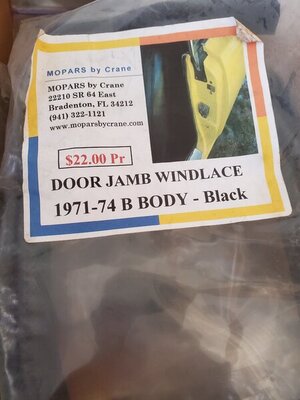 MOPARS by Crane
MOPARS by Crane
22210 SR 64 East
Bradenton, FL 34212
(941) 322-1121
www.moparsbycrane.com
$22.00 Pr
DOOR JAMB WINDLACE
1971-74 B BODY - Black